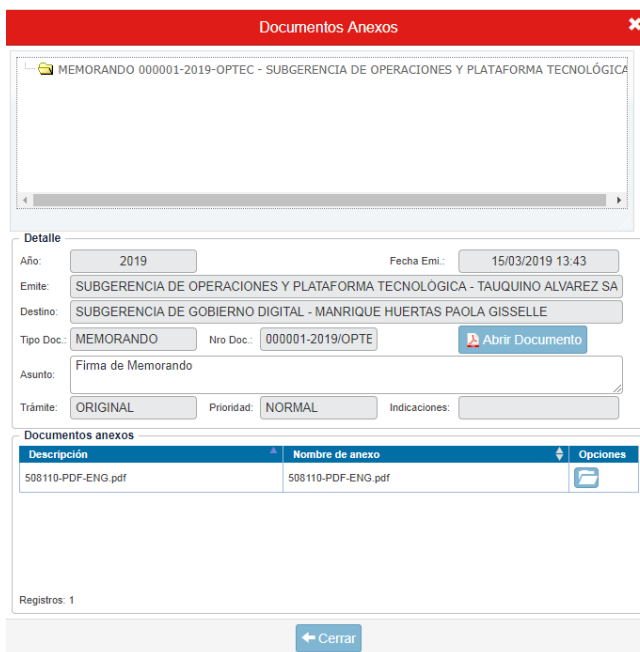 Documentos Anexos
MEMORANDO 000001-2019-OPTEC - SUBGERENCIA DE OPERACIONES Y PLATAFORMA TECNOLÓGICA
Detalle
Año: 2019 Fecha Emi.: 15/03/2019 13:43
Emite: SUBGERENCIA DE OPERACIONES Y PLATAFORMA TECNOLÓGICA - TAUQUINO ALVAREZ SA
Destino: SUBGERENCIA DE GOBIERNO DIGITAL - MANRIQUE HUERTAS PAOLA GISSELLE
Tipo Doc.: MEMORANDO Nro Doc.: 000001-2019/OPTE Abrir Documento
Asunto: Firma de Memorando
Trámite: ORIGINAL Prioridad: NORMAL Indicaciones:
Documentos anexos
Descripción Nombre de anexo Opciones
508110-PDF-ENG.pdf 508110-PDF-ENG.pdf
Registros: 1
Cerrar